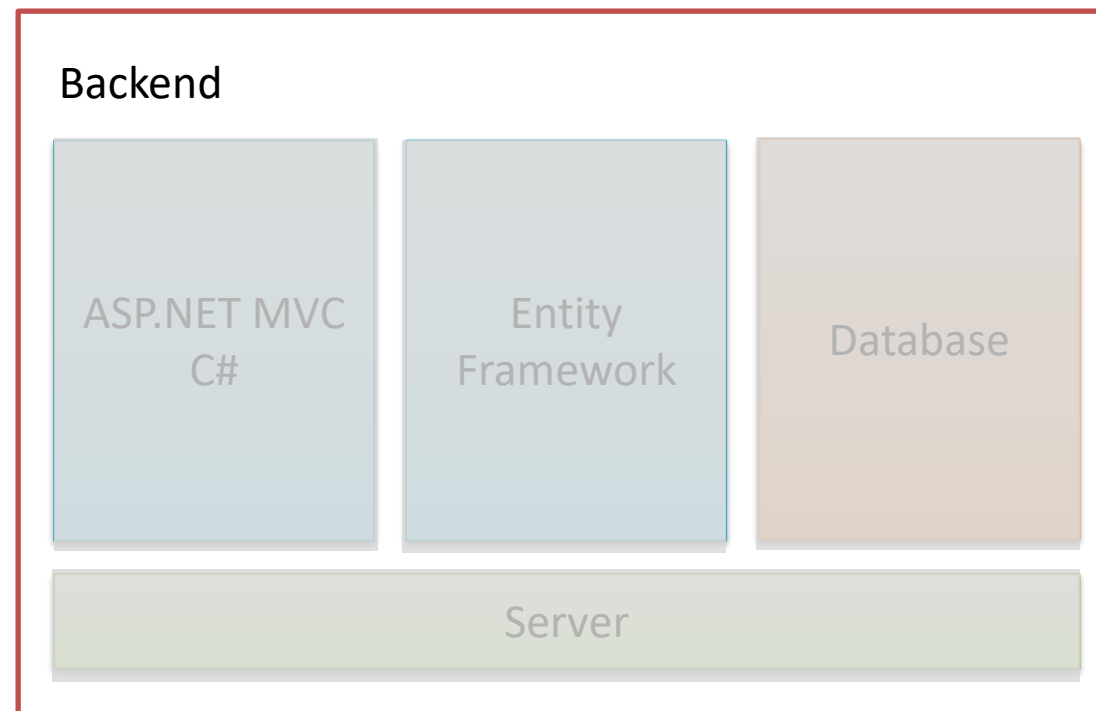 Backend
ASP.NET MVC
C#
Entity
Framework
Database
Server